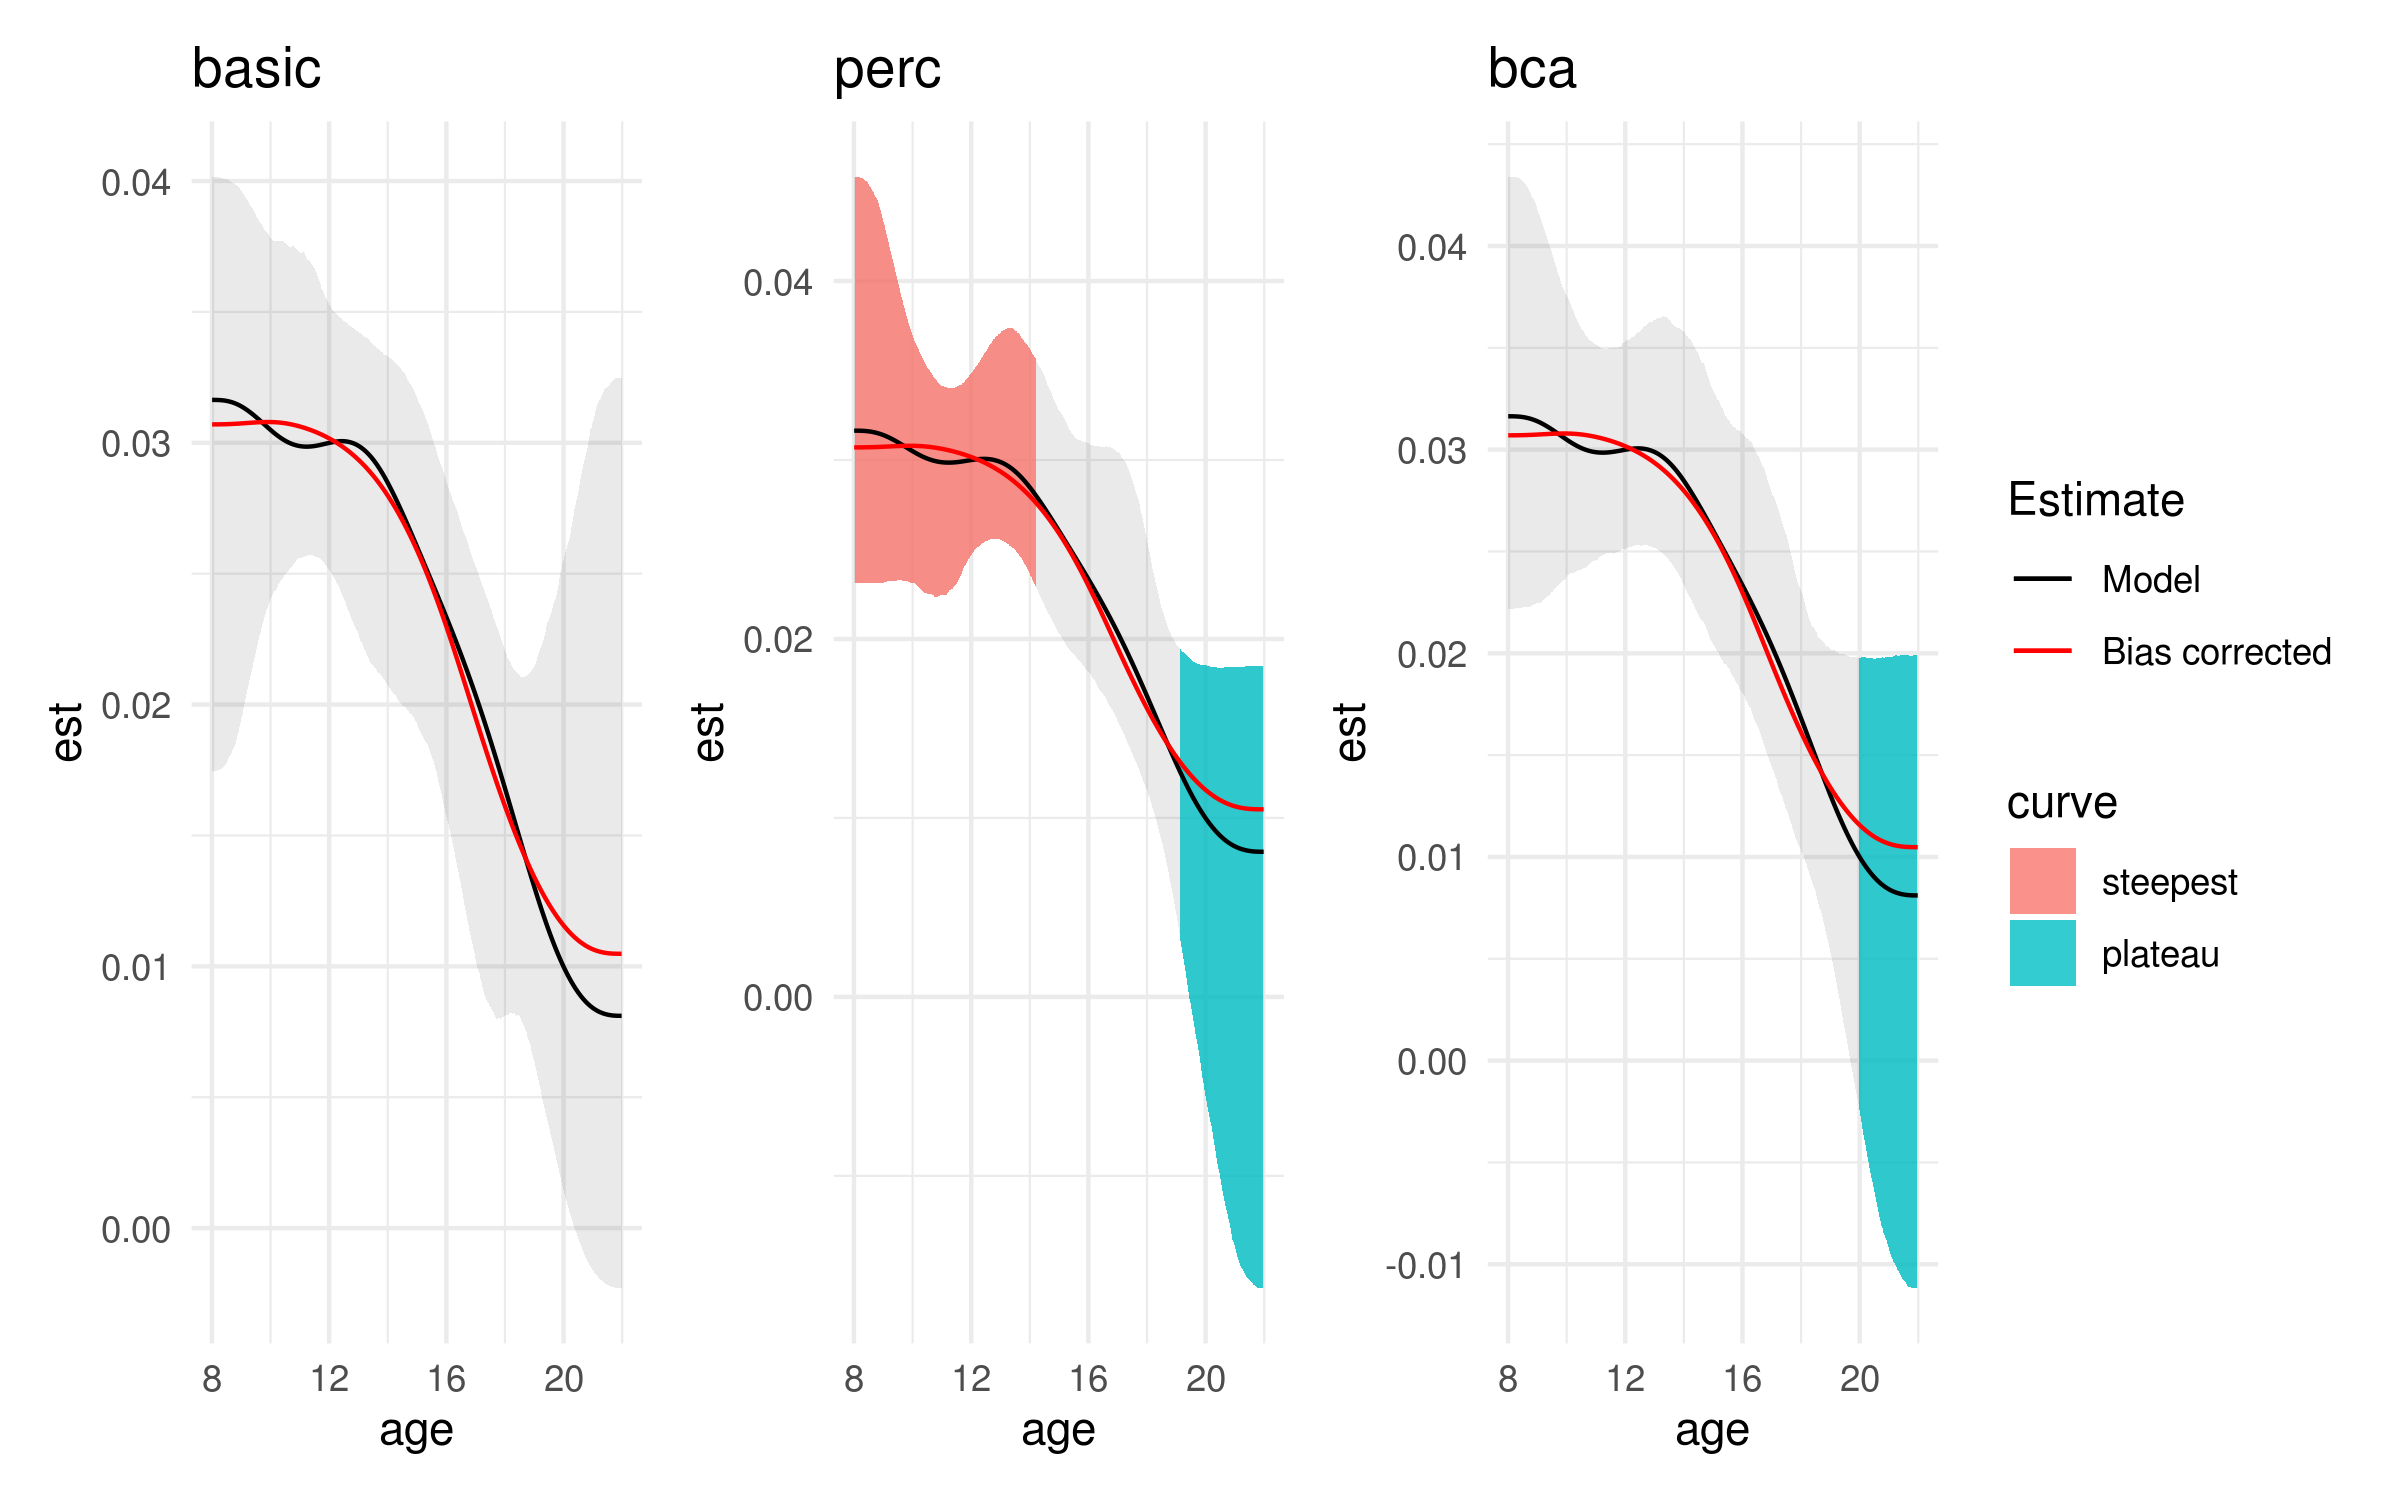 basic
0.04
0.03
0.02
0.01
0.00
est
8 12 16 20
age
perc
0.04
0.02
0.00
est
8 12 16 20
age
bca
0.04
0.03
0.02
0.01
0.00
-0.01
est
8 12 16 20
age
Estimate
Model
Bias corrected
curve
steepest
plateau